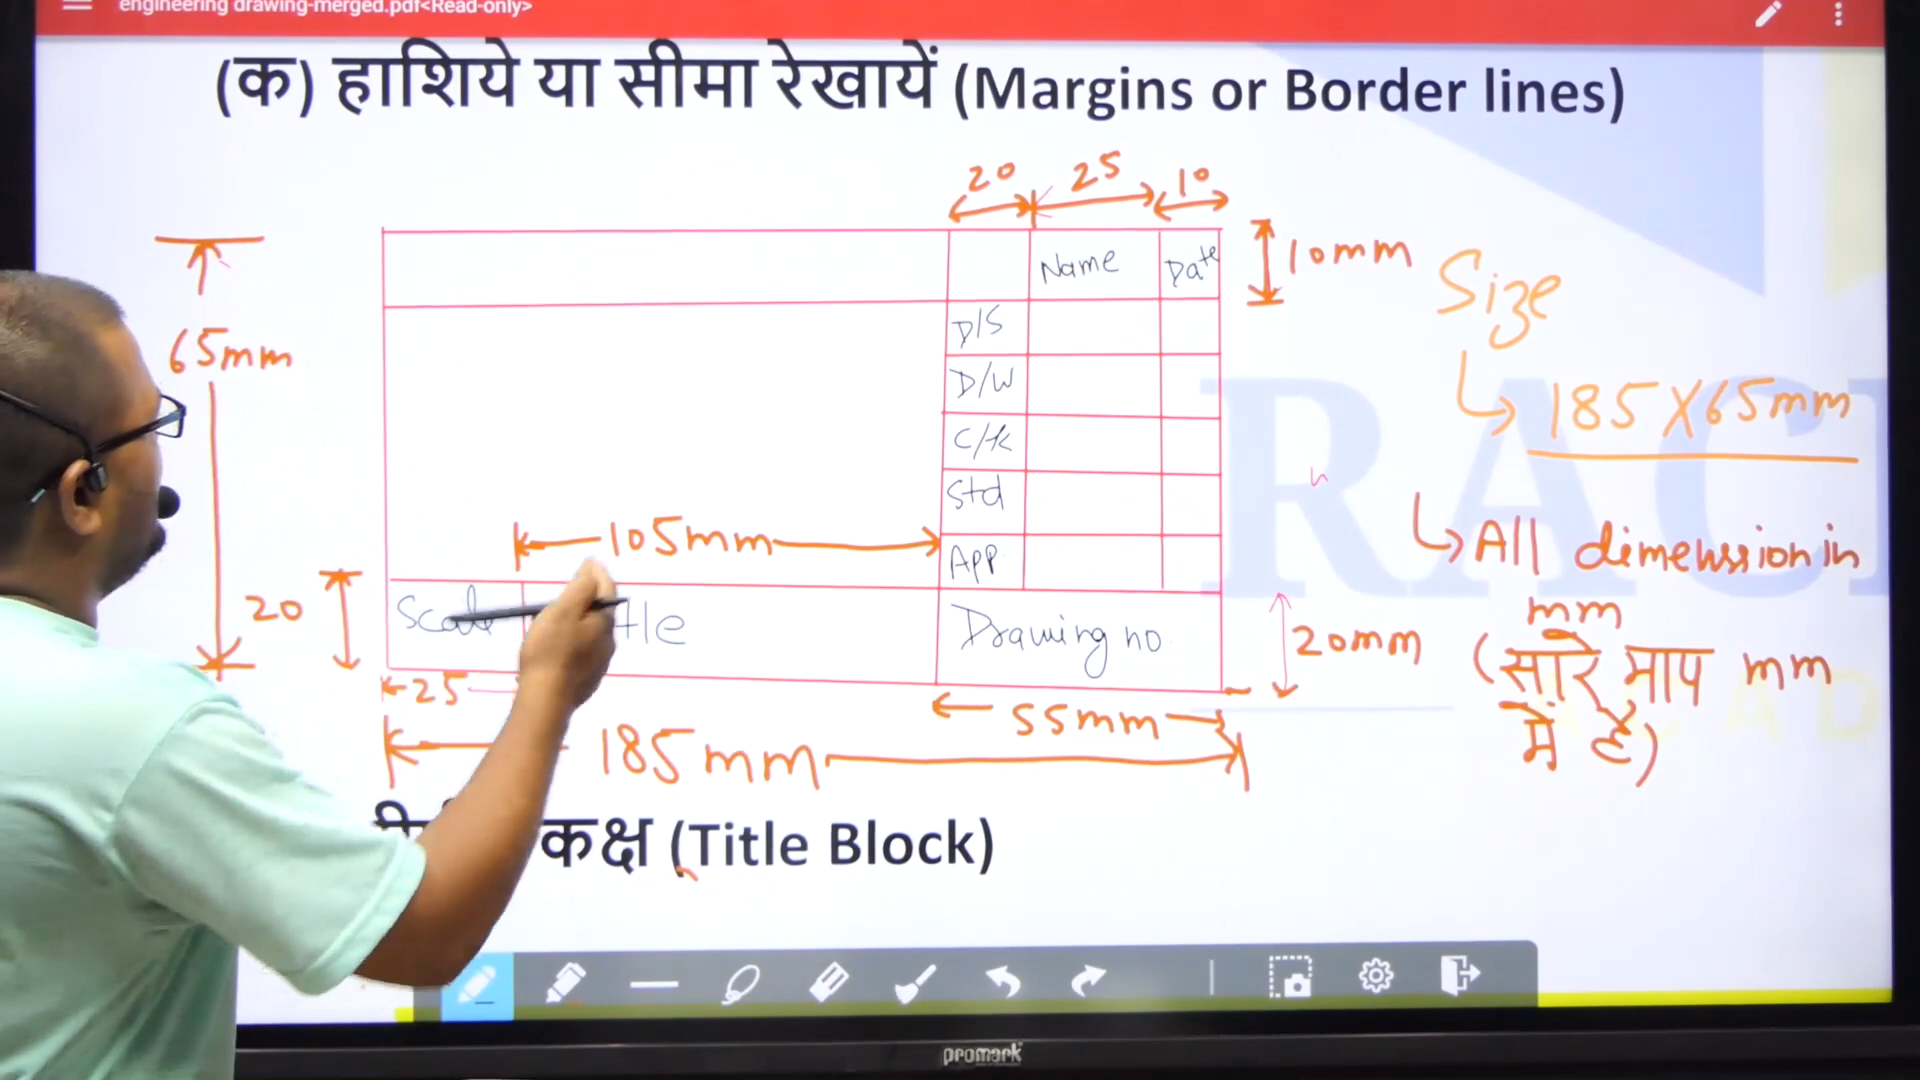 engineering drawing-merged.pdf<Read-only>
(क) हाशिये या सीमा रेखायें (Margins or Border lines)
20 25 10
Name Date
10mm
Size
65mm
D/S
D/W
185X65mm
C/K
Std
105mm
All dimension in
mm
App
20
Scale
Drawing no.
20mm
(सारे माप mm
में है)
25
55mm
185mm
कक्ष (Title Block)
RAC
promark